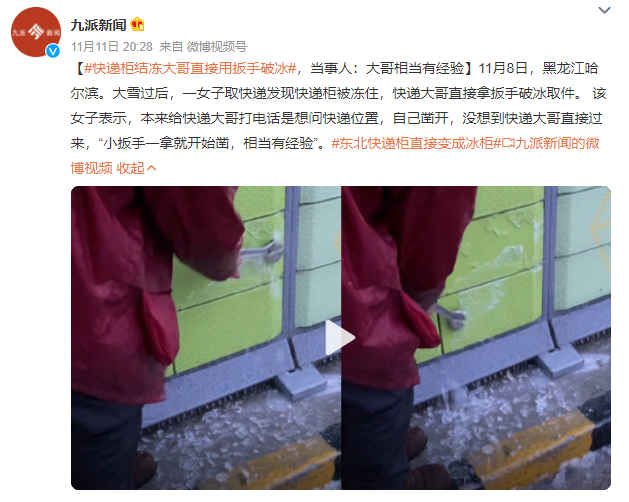 九派新闻
九派 新闻
11月11日 20:28 来自 微博视频号
【#快递柜结冻大哥直接用扳手破冰#，当事人：大哥相当有经验】11月8日，黑龙江哈
尔滨。大雪过后，一女子取快递发现快递柜被冻住，快递大哥直接拿扳手破冰取件。 该
女子表示，本来给快递大哥打电话是想问快递位置，自己凿开，没想到快递大哥直接过
来，“小扳手一拿就开始凿，相当有经验”。#东北快递柜直接变成冰柜#九派新闻的微
博视频 收起